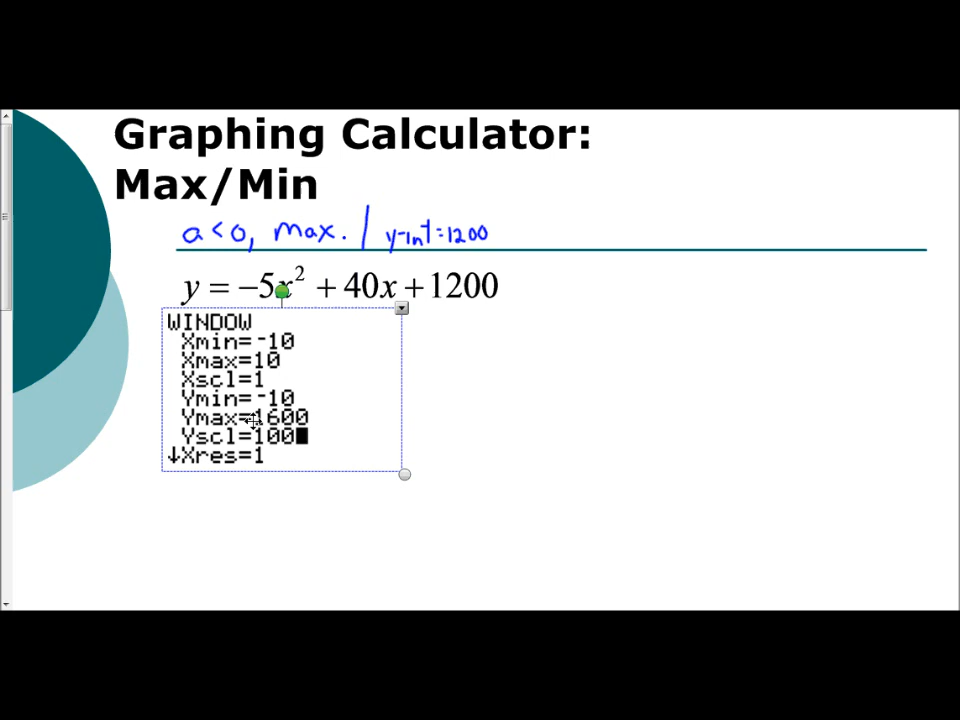 Graphing Calculator:
Max/Min
a<0, max. / y-int=1200
y = −5x² + 40x + 1200
WINDOW
Xmin=-10
Xmax=10
Xscl=1
Ymin=-10
Ymax=1600
Yscl=100
↓Xres=1